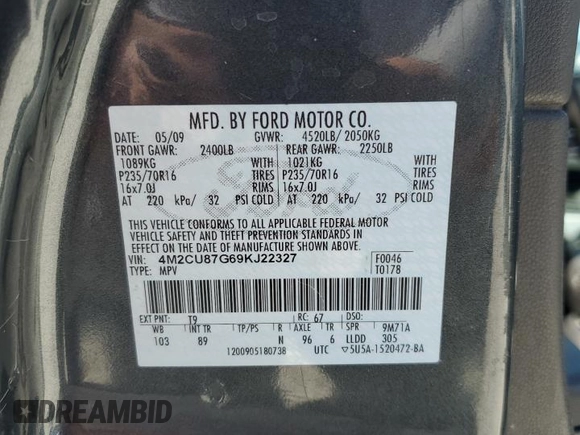 MFD. BY FORD MOTOR CO.
DATE: 05/09 GVWR: 4520LB/ 2050KG
FRONT GAWR: 2400LB REAR GAWR: 2250LB
1089KG WITH 1021KG WITH
P235/70R16 TIRES P235/70R16 TIRES
16x7.0J RIMS 16x7.0J RIMS
AT 220 kPa/ 32 PSI COLD AT 220 kPa/ 32 PSI COLD
THIS VEHICLE CONFORMS TO ALL APPLICABLE FEDERAL MOTOR
VEHICLE SAFETY AND THEFT PREVENTION STANDARDS IN
EFFECT ON THE DATE OF MANUFACTURE SHOWN ABOVE.
VIN: 4M2CU87G69KJ22327 F0046
TYPE: MPV T0178
EXT PNT: T9 RC: 67 DSO:
WB INT TR TP/PS R AXLE TR SPR 9M71A
103 89 N 96 6 LLDD 305
1200905180738 UTC ▽5U5A-1520472-BA
Ford
DREAMBID